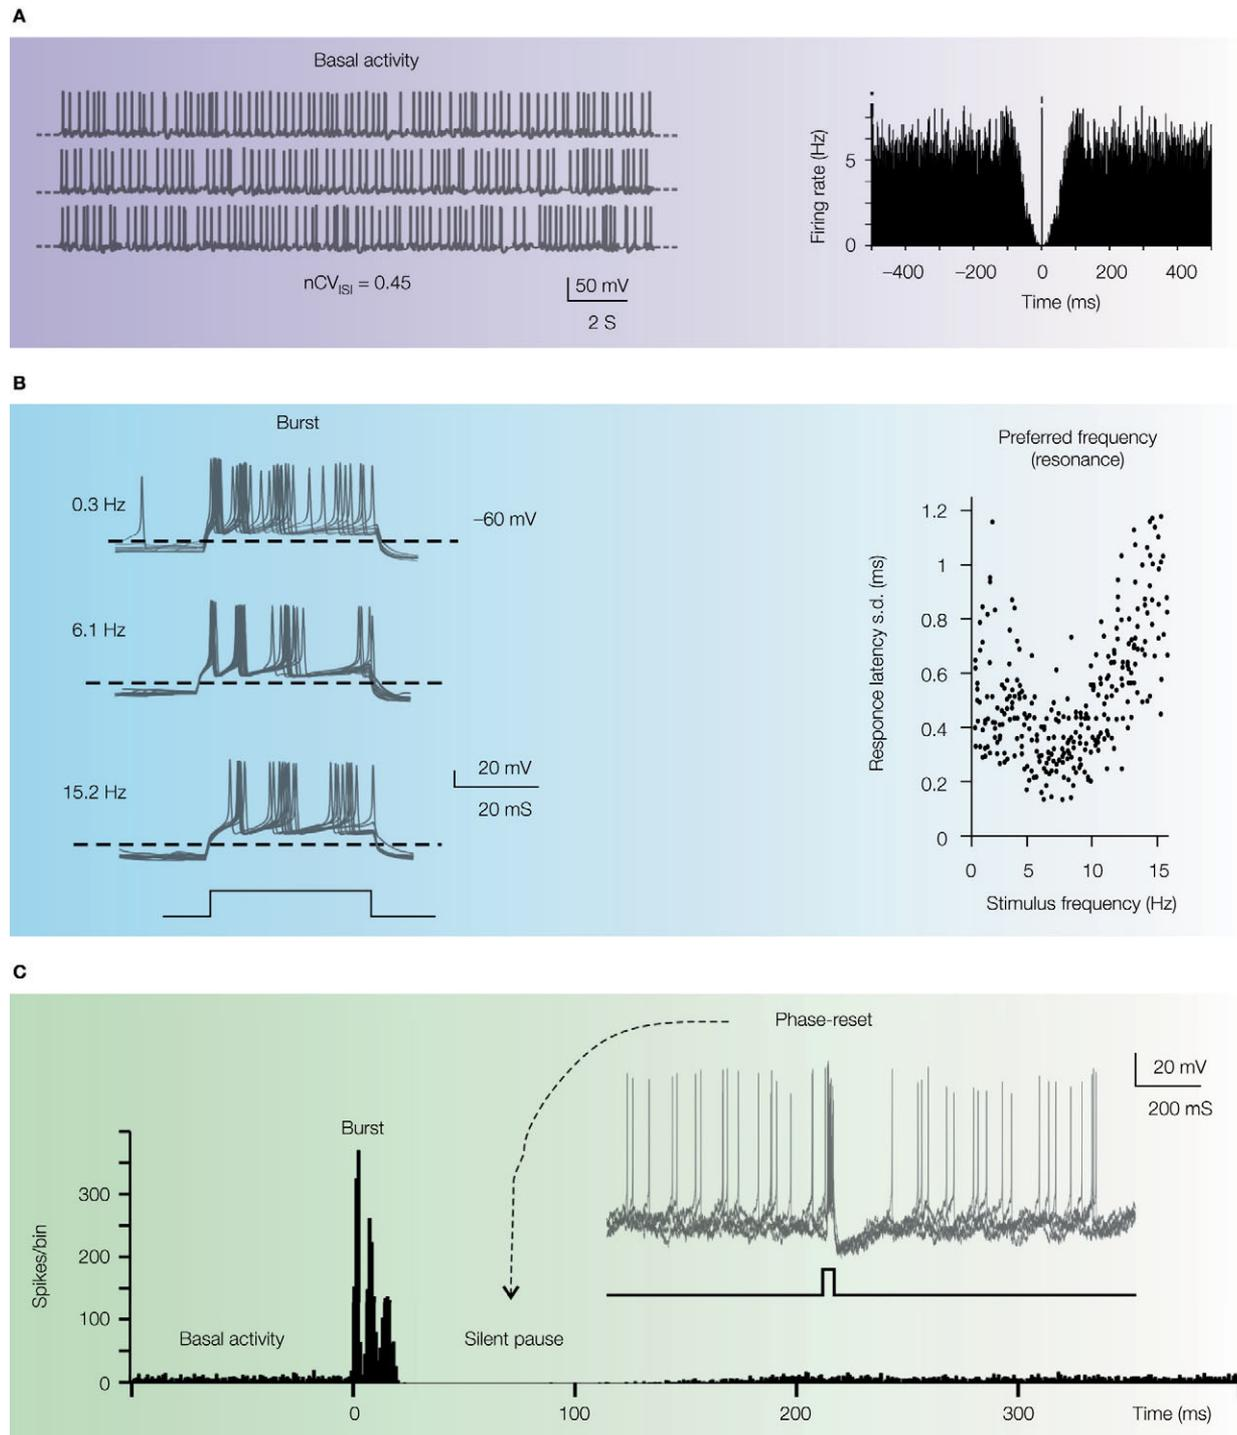 A
Basal activity
nCVISI = 0.45
50 mV
2 S
Firing rate (Hz)
5
0
–400 –200 0 200 400
Time (ms)
B
Burst
0.3 Hz
–60 mV
6.1 Hz
15.2 Hz
20 mV
20 mS
Preferred frequency
(resonance)
Responce latency s.d. (ms)
1.2
1
0.8
0.6
0.4
0.2
0
0 5 10 15
Stimulus frequency (Hz)
C
Phase-reset
20 mV
200 mS
Burst
Spikes/bin
300
200
100
0
Basal activity
Silent pause
0 100 200 300 Time (ms)